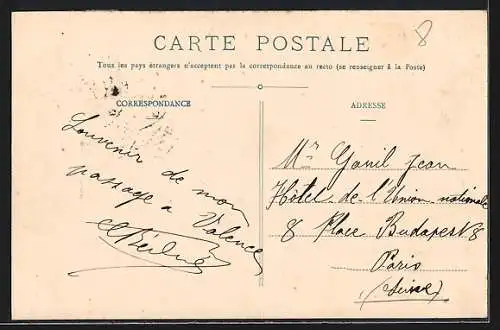 8
CARTE POSTALE
Tous les pays étrangers n'acceptent pas la correspondance au recto (se renseigner à la Poste)
CORRESPONDANCE
Souvenir de mon
passage à Valence
ADRESSE
Mr Ganil Jean
Hôtel de l'Union nationale
8 Place Budapest 8
Paris
(Seine)